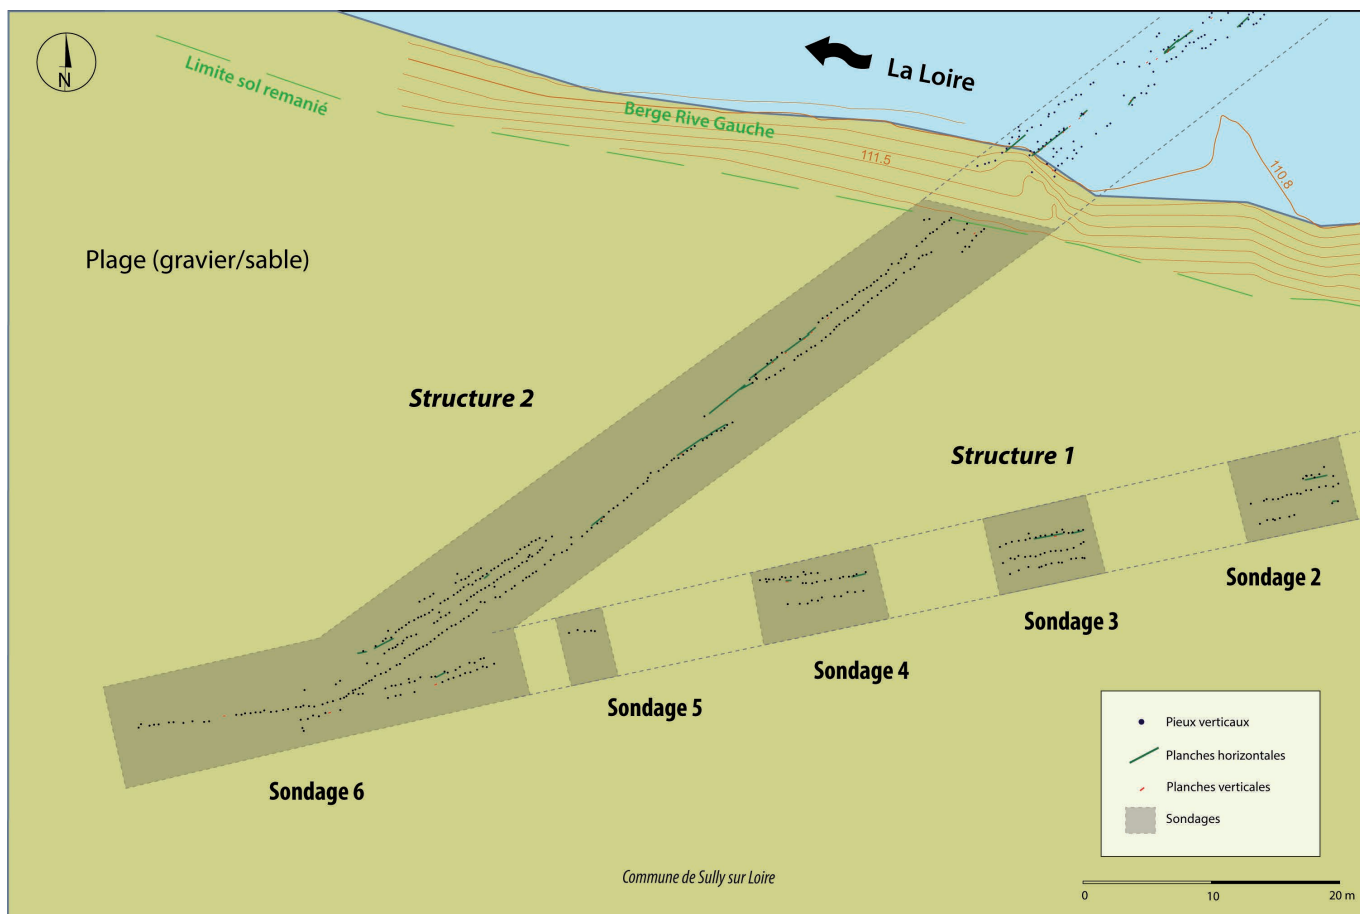 N
Limite sol remanié
La Loire
Berge Rive Gauche
111.5
110.8
Plage (gravier/sable)
Structure 2
Structure 1
Sondage 2
Sondage 3
Sondage 4
Sondage 5
Sondage 6
Pieux verticaux
Planches horizontales
Planches verticales
Sondages
Commune de Sully sur Loire
0 10 20 m